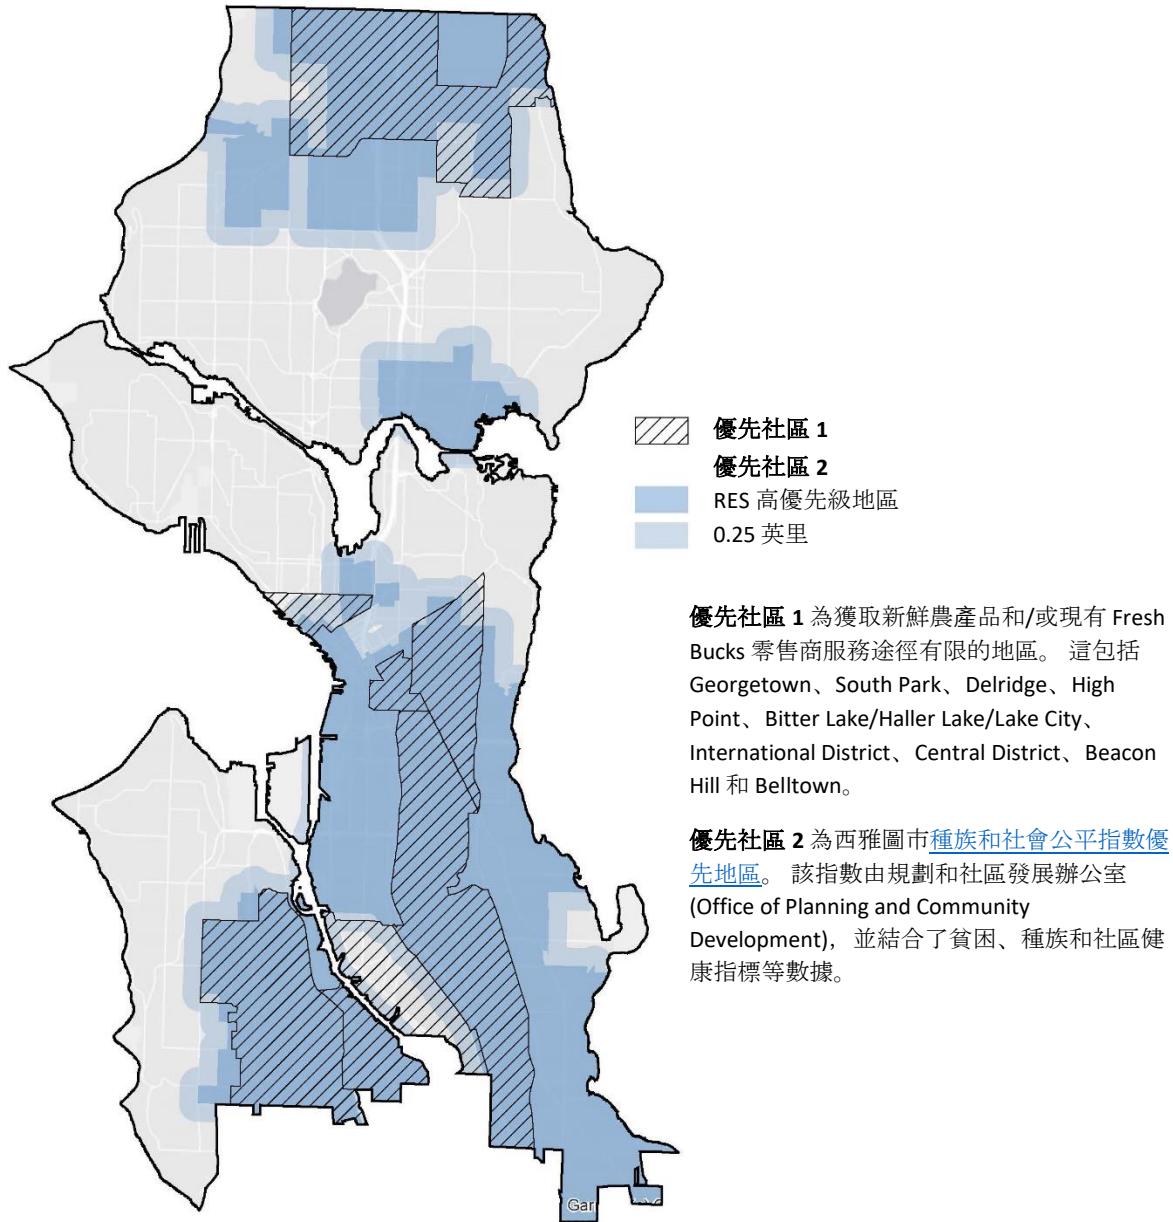 優先社區 1
優先社區 2
RES 高優先級地區
0.25 英里
優先社區 1 為獲取新鮮農產品和/或現有 Fresh
Bucks 零售商服務途徑有限的地區。 這包括
Georgetown、South Park、Delridge、High
Point、Bitter Lake/Haller Lake/Lake City、
International District、Central District、Beacon
Hill 和 Belltown。
優先社區 2 為西雅圖市種族和社會公平指數優
先地區。 該指數由規劃和社區發展辦公室
(Office of Planning and Community
Development)，並結合了貧困、種族和社區健
康指標等數據。
Gar